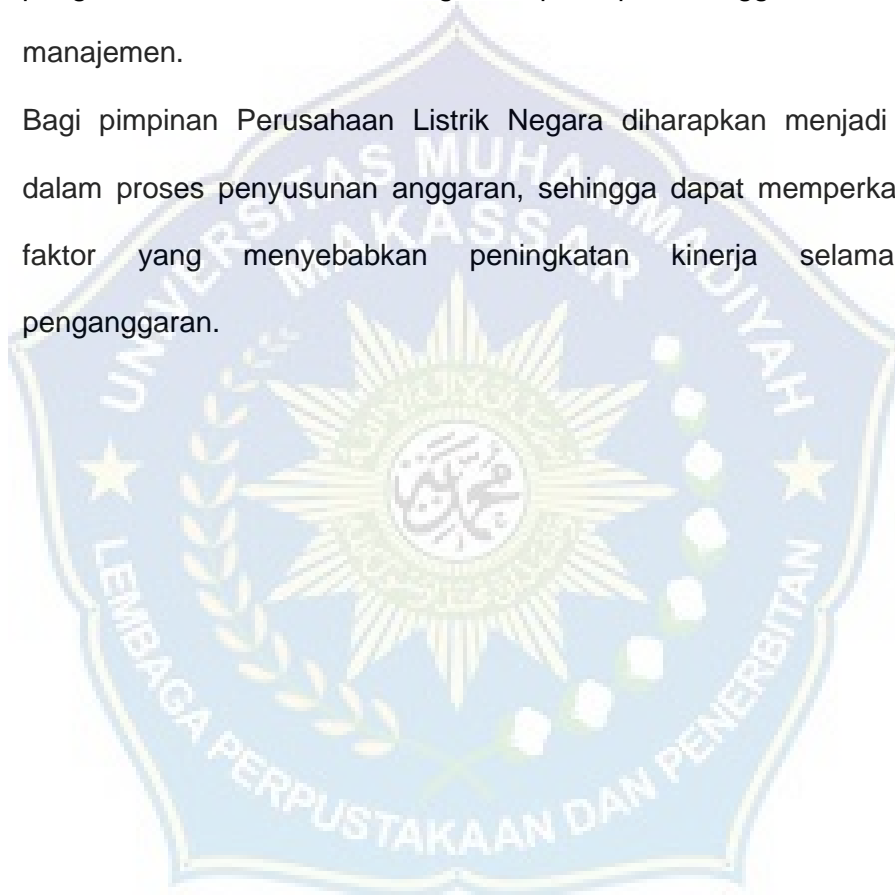 manajemen.
Bagi pimpinan Perusahaan Listrik Negara diharapkan menjadi
dalam proses penyusunan anggaran, sehingga dapat memperka
faktor yang menyebabkan peningkatan kinerja selama
penganggaran.
UNIVERSITAS MUHAMMADIYAH
MAKASSAR
LEMBAGA PERPUSTAKAAN DAN PENERBITAN